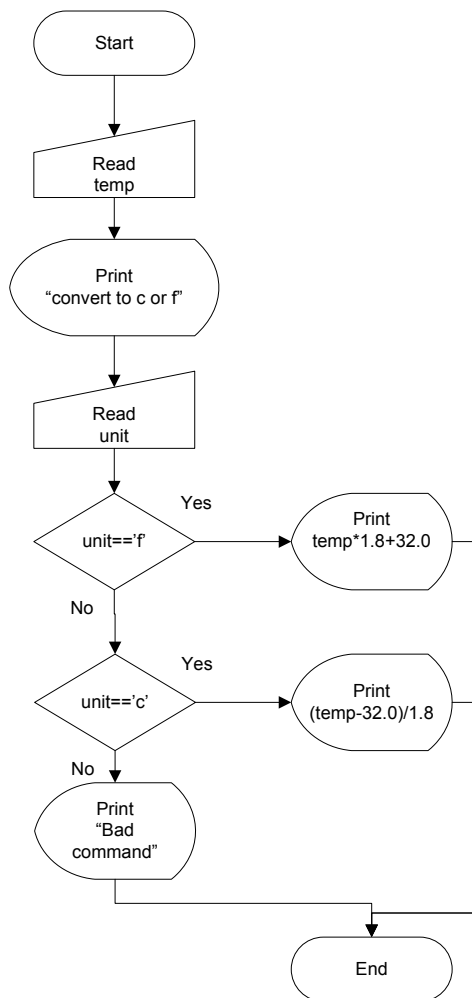 Start
Read
temp
Print
“convert to c or f”
Read
unit
unit==’f’
Yes
Print
temp*1.8+32.0
No
unit==’c’
Yes
Print
(temp-32.0)/1.8
No
Print
“Bad
command”
End